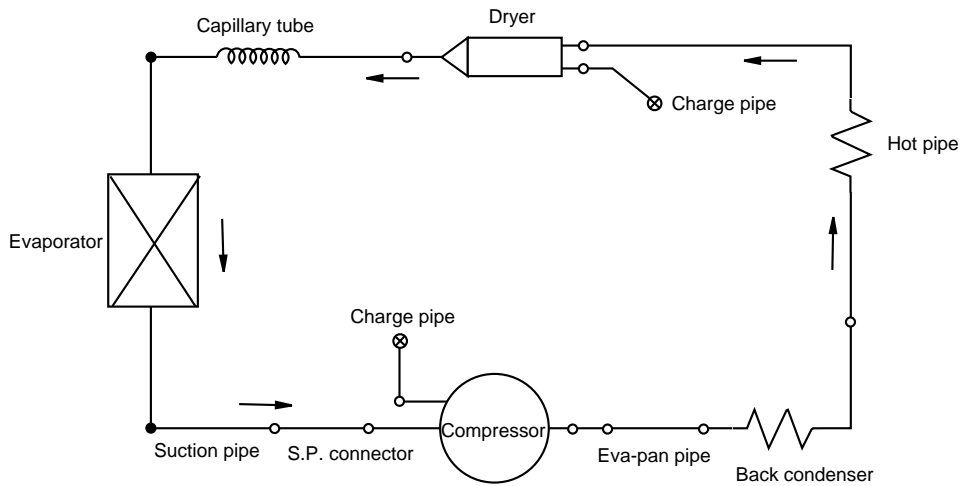 Dryer
Capillary tube
Charge pipe
Hot pipe
Evaporator
Charge pipe
Compressor
Suction pipe
S.P. connector
Eva-pan pipe
Back condenser